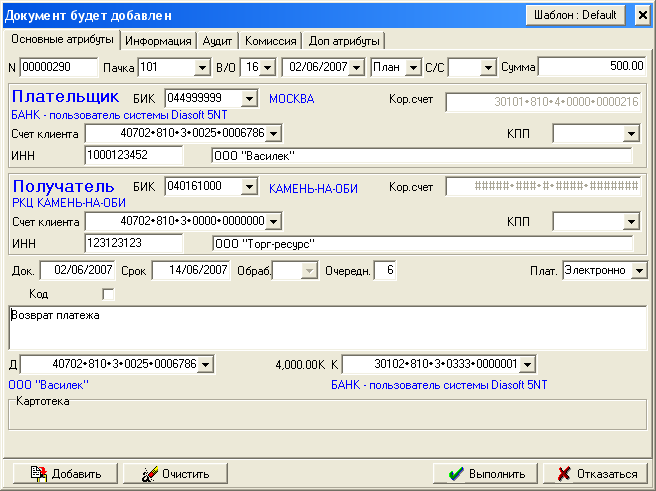 Документ будет добавлен Шаблон : Default
Основные атрибуты Информация Аудит Комиссия Доп атрибуты
N 00000290 Пачка 101 В/О 16 02/06/2007 План С/С Сумма 500.00
Плательщик БИК 044999999 МОСКВА Кор.счет 30101•810•4•0000•0000216
БАНК - пользователь системы Diasoft 5NT
Счет клиента 40702•810•3•0025•0006786 КПП
ИНН 1000123452 ООО "Василек"
Получатель БИК 040161000 КАМЕНЬ-НА-ОБИ Кор.счет #####•###•#•####•#######
РКЦ КАМЕНЬ-НА-ОБИ
Счет клиента 40702•810•3•0000•0000000 КПП
ИНН 123123123 ООО "Торг-ресурс"
Док. 02/06/2007 Срок 14/06/2007 Обраб. Очередн. 6 Плат. Электронно
Код
Возврат платежа
Д 40702•810•3•0025•0006786 4,000.00К К 30102•810•3•0333•0000001
ООО "Василек" БАНК - пользователь системы Diasoft 5NT
Картотека
Добавить Очистить Выполнить Отказаться